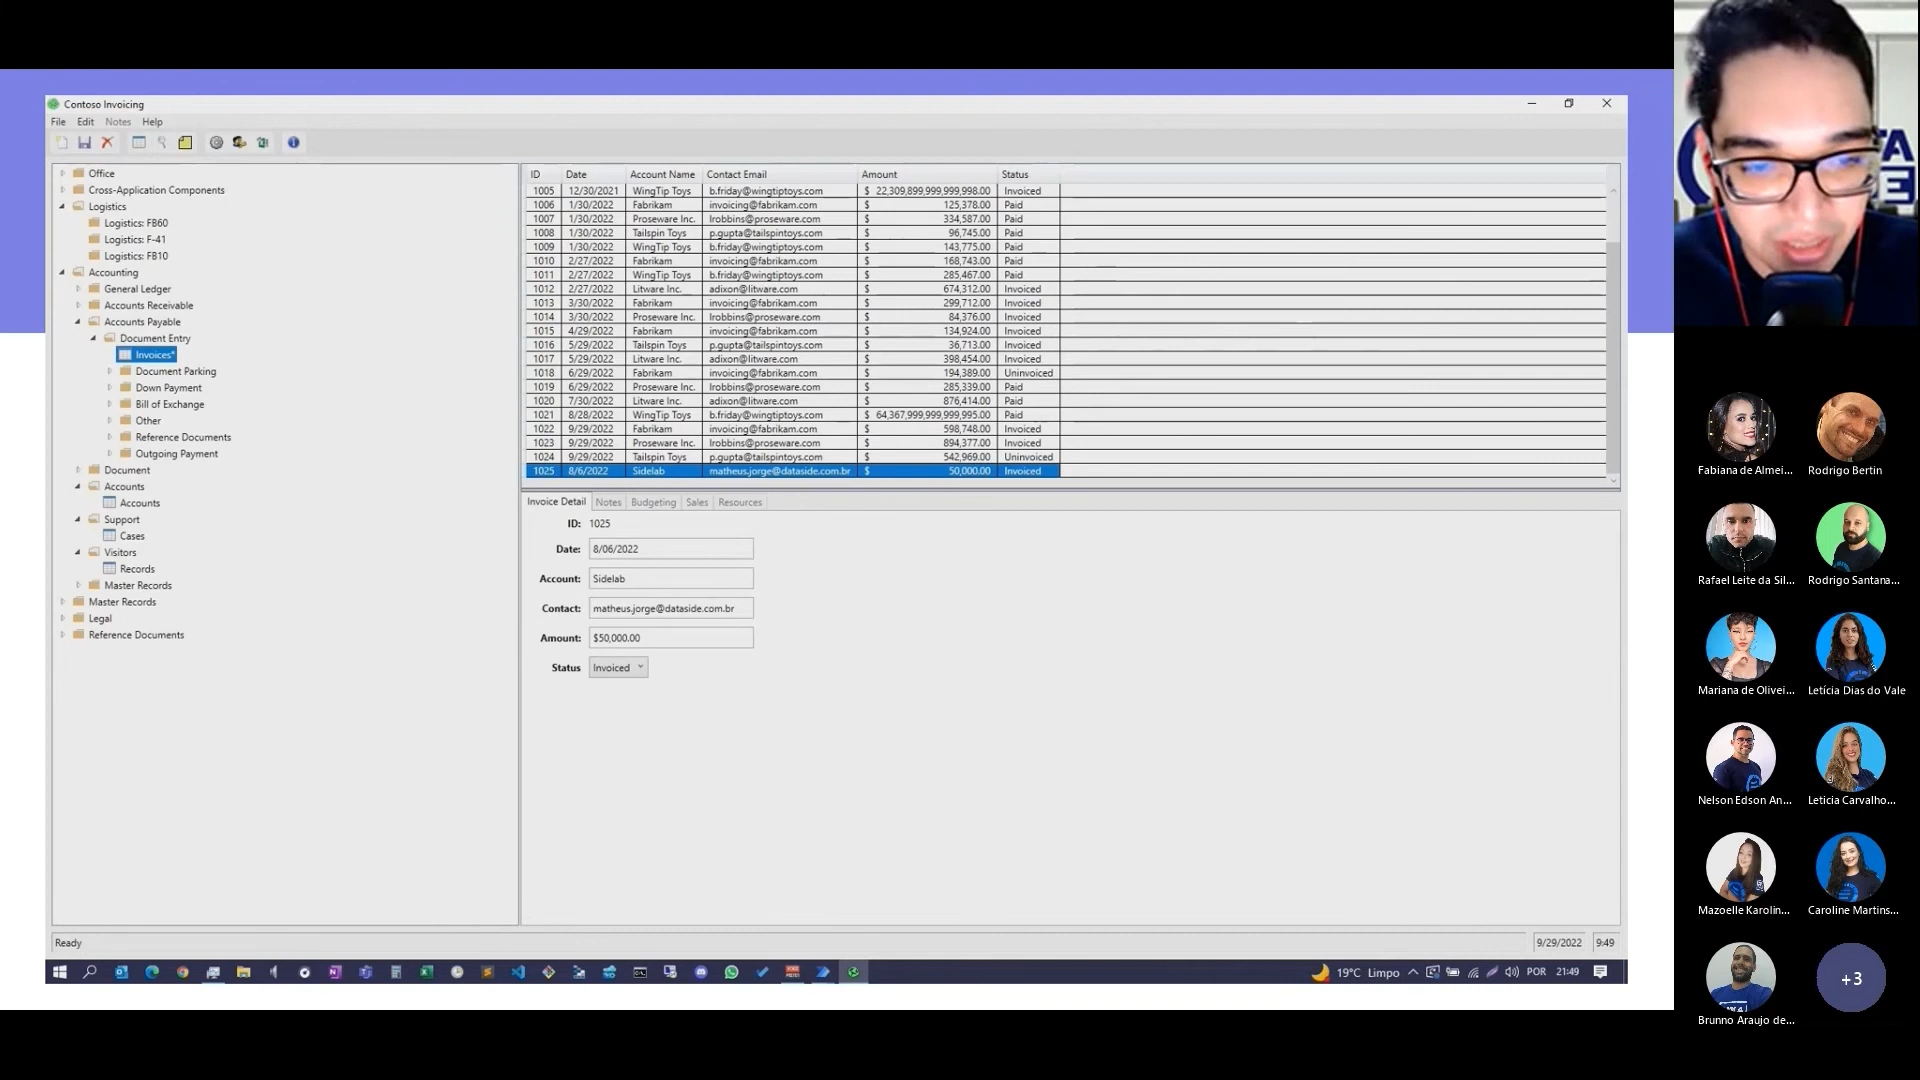 Contoso Invoicing
File Edit Notes Help
Office
Cross-Application Components
Logistics
Logistics: FB60
Logistics: F-41
Logistics: FB10
Accounting
General Ledger
Accounts Receivable
Accounts Payable
Document Entry
Invoices*
Document Parking
Down Payment
Bill of Exchange
Other
Reference Documents
Outgoing Payment
Document
Accounts
Accounts
Support
Cases
Visitors
Records
Master Records
Master Records
Legal
Reference Documents
ID Date Account Name Contact Email Amount Status
1005 12/30/2021 WingTip Toys b.friday@wingtiptoys.com $ 22,309,899,999,999,998.00 Invoiced
1006 1/30/2022 Fabrikam invoicing@fabrikam.com $ 125,378.00 Paid
1007 1/30/2022 Proseware Inc. lrobbins@proseware.com $ 334,587.00 Paid
1008 1/30/2022 Tailspin Toys p.gupta@tailspintoys.com $ 96,745.00 Paid
1009 1/30/2022 WingTip Toys b.friday@wingtiptoys.com $ 143,775.00 Paid
1010 2/27/2022 Fabrikam invoicing@fabrikam.com $ 168,743.00 Paid
1011 2/27/2022 WingTip Toys b.friday@wingtiptoys.com $ 285,467.00 Paid
1012 2/27/2022 Litware Inc. adixon@litware.com $ 674,312.00 Invoiced
1013 3/30/2022 Fabrikam invoicing@fabrikam.com $ 299,712.00 Invoiced
1014 3/30/2022 Proseware Inc. lrobbins@proseware.com $ 84,376.00 Invoiced
1015 4/29/2022 Fabrikam invoicing@fabrikam.com $ 134,924.00 Invoiced
1016 5/29/2022 Tailspin Toys p.gupta@tailspintoys.com $ 36,713.00 Invoiced
1017 5/29/2022 Litware Inc. adixon@litware.com $ 398,454.00 Invoiced
1018 6/29/2022 Fabrikam invoicing@fabrikam.com $ 194,389.00 Uninvoiced
1019 6/29/2022 Proseware Inc. lrobbins@proseware.com $ 285,339.00 Paid
1020 7/30/2022 Litware Inc. adixon@litware.com $ 876,414.00 Paid
1021 8/28/2022 WingTip Toys b.friday@wingtiptoys.com $ 64,367,999,999,999,995.00 Paid
1022 9/29/2022 Fabrikam invoicing@fabrikam.com $ 598,748.00 Invoiced
1023 9/29/2022 Proseware Inc. lrobbins@proseware.com $ 894,377.00 Invoiced
1024 9/29/2022 Tailspin Toys p.gupta@tailspintoys.com $ 542,969.00 Uninvoiced
1025 8/6/2022 Sidelab matheus.jorge@dataside.com.br $ 50,000.00 Invoiced
Invoice Detail Notes Budgeting Sales Resources
ID: 1025
Date: 8/06/2022
Account: Sidelab
Contact: matheus.jorge@dataside.com.br
Amount: $50,000.00
Status Invoiced
Ready 9/29/2022 9:49
19°C Limpo POR 21:49
Fabiana de Almei... Rodrigo Bertin
Rafael Leite da Sil... Rodrigo Santana...
Mariana de Olivei... Letícia Dias do Vale
Nelson Edson An... Leticia Carvalho...
Mazoelle Karolin... Caroline Martins...
Brunno Araujo de... +3